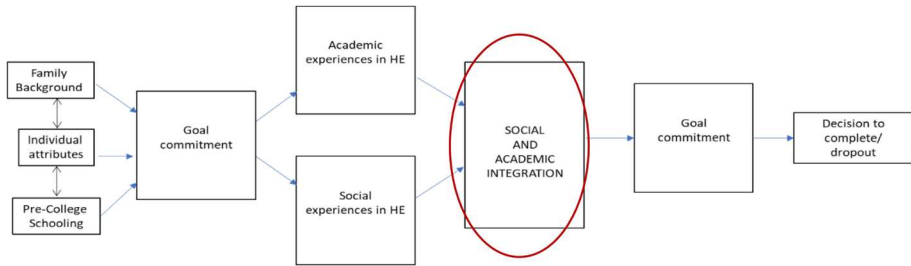 Family
Background
Individual
attributes
Pre-College
Schooling
Goal
commitment
Academic
experiences in HE
Social
experiences in HE
SOCIAL
AND
ACADEMIC
INTEGRATION
Goal
commitment
Decision to
complete/
dropout